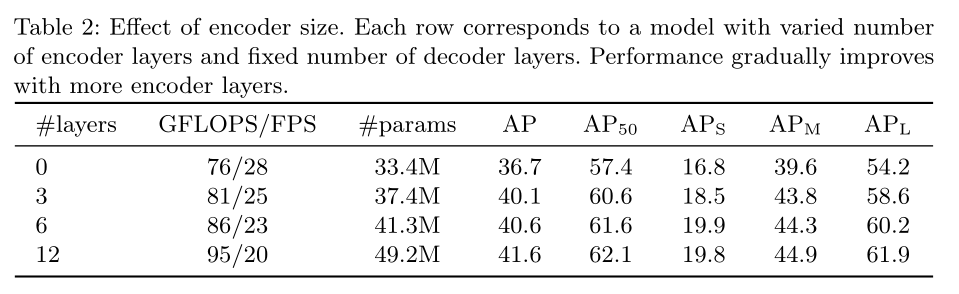 Table 2: Effect of encoder size. Each row corresponds to a model with varied number
of encoder layers and fixed number of decoder layers. Performance gradually improves
with more encoder layers.
#layers GFLOPS/FPS #params AP AP50 APS APM APL
0 76/28 33.4M 36.7 57.4 16.8 39.6 54.2
3 81/25 37.4M 40.1 60.6 18.5 43.8 58.6
6 86/23 41.3M 40.6 61.6 19.9 44.3 60.2
12 95/20 49.2M 41.6 62.1 19.8 44.9 61.9